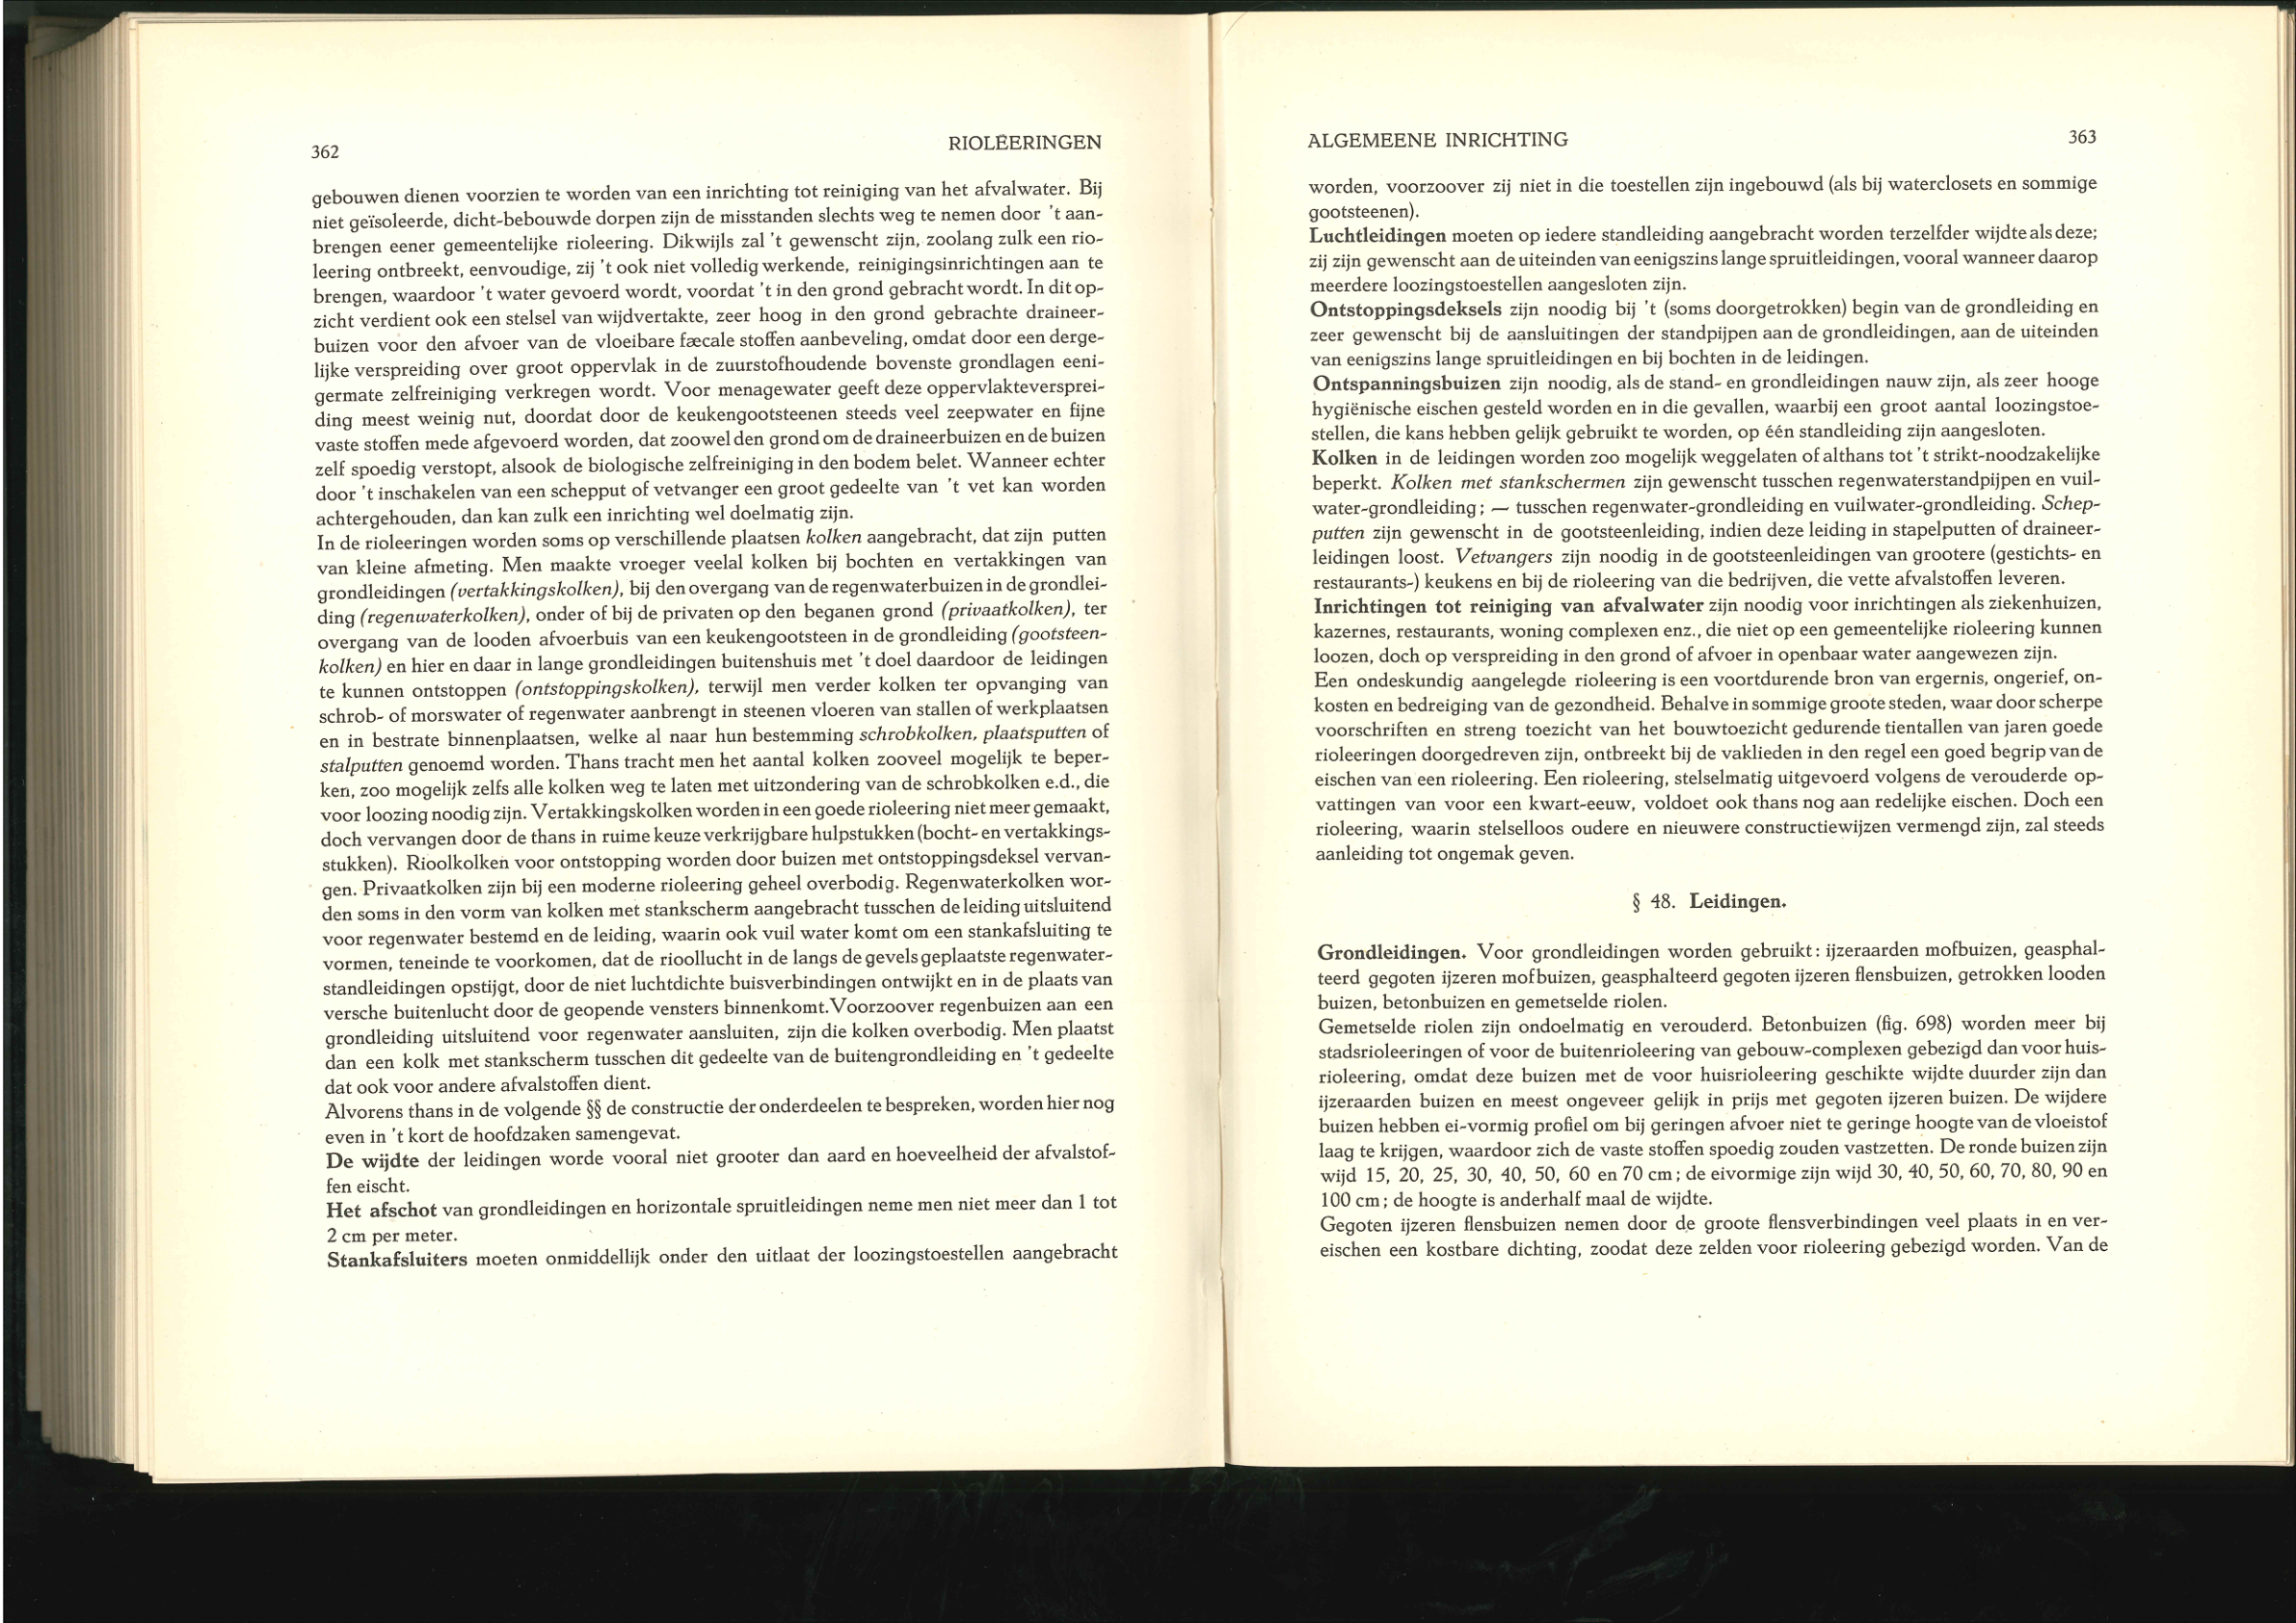 362
RIOLEERINGEN
gebouwen dienen voorzien te worden van een inrichting tot reiniging van het afvalwater. Bij
niet geïsoleerde, dicht-bebouwde dorpen zijn de misstanden slechts weg te nemen door 't aan-
brengen eener gemeentelijke rioleering. Dikwijls zal 't gewenscht zijn, zoolang zulk een rio-
leering ontbreekt, eenvoudige, zij 't ook niet volledig werkende, reinigingsinrichtingen aan te
brengen, waardoor 't water gevoerd wordt, voordat 't in den grond gebracht wordt. In dit op-
zicht verdient ook een stelsel van wijdvertakte, zeer hoog in den grond gebrachte draineer-
buizen voor den afvoer van de vloeibare fæcale stoffen aanbeveling, omdat door een derge-
lijke verspreiding over groot oppervlak in de zuurstofhoudende bovenste grondlagen eeni-
germate zelfreiniging verkregen wordt. Voor menagewater geeft deze oppervlakteversprei-
ding meest weinig nut, doordat door de keukengootsteenen steeds veel zeepwater en fijne
vaste stoffen mede afgevoerd worden, dat zoowel den grond om de draineerbuizen en de buizen
zelf spoedig verstopt, alsook de biologische zelfreiniging in den bodem belet. Wanneer echter
door 't inschakelen van een schepput of vetvanger een groot gedeelte van 't vet kan worden
achtergehouden, dan kan zulk een inrichting wel doelmatig zijn.
In de rioleeringen worden soms op verschillende plaatsen kolken aangebracht, dat zijn putten
van kleine afmeting. Men maakte vroeger veelal kolken bij bochten en vertakkingen van
grondleidingen (vertakkingskolken), bij den overgang van de regenwaterbuizen in de grondlei-
ding (regenwaterkolken), onder of bij de privaten op den beganen grond (privaatkolken), ter
overgang van de looden afvoerbuis van een keukengootsteen in de grondleiding (gootsteen-
kolken) en hier en daar in lange grondleidingen buitenshuis met 't doel daardoor de leidingen
te kunnen ontstoppen (ontstoppingskolken), terwijl men verder kolken ter opvanging van
schrob- of morswater of regenwater aanbrengt in steenen vloeren van stallen of werkplaatsen
en in bestrate binnenplaatsen, welke al naar hun bestemming schrobkolken, plaatsputten of
stalputten genoemd worden. Thans tracht men het aantal kolken zooveel mogelijk te beper-
ken, zoo mogelijk zelfs alle kolken weg te laten met uitzondering van de schrobkolken e.d., die
voor loozing noodig zijn. Vertakkingskolken worden in een goede rioleering niet meer gemaakt,
doch vervangen door de thans in ruime keuze verkrijgbare hulpstukken (bocht- en vertakkings-
stukken). Rioolkolken voor ontstopping worden door buizen met ontstoppingsdeksel vervan-
gen. Privaatkolken zijn bij een moderne rioleering geheel overbodig. Regenwaterkolken wor-
den soms in den vorm van kolken met stankscherm aangebracht tusschen de leiding uitsluitend
voor regenwater bestemd en de leiding, waarin ook vuil water komt om een stankafsluiting te
vormen, teneinde te voorkomen, dat de rioollucht in de langs de gevels geplaatste regenwater-
standleidingen opstijgt, door de niet luchtdichte buisverbindingen ontwijkt en in de plaats van
versche buitenlucht door de geopende vensters binnenkomt. Voorzoover regenbuizen aan een
grondleiding uitsluitend voor regenwater aansluiten, zijn die kolken overbodig. Men plaatst
dan een kolk met stankscherm tusschen dit gedeelte van de buitengrondleiding en 't gedeelte
dat ook voor andere afvalstoffen dient.
Alvorens thans in de volgende §§ de constructie der onderdeelen te bespreken, worden hier nog
even in 't kort de hoofdzaken samengevat.
De wijdte der leidingen worde vooral niet grooter dan aard en hoeveelheid der afvalstof-
fen eischt.
Het afschot van grondleidingen en horizontale spruitleidingen neme men niet meer dan 1 tot
2 cm per meter.
Stankafsluiters moeten onmiddellijk onder den uitlaat der loozingstoestellen aangebracht
ALGEMEENE INRICHTING
363
worden, voorzoover zij niet in die toestellen zijn ingebouwd (als bij waterclosets en sommige
gootsteenen).
Luchtleidingen moeten op iedere standleiding aangebracht worden terzelfder wijdte als deze;
zij zijn gewenscht aan de uiteinden van eenigszins lange spruitleidingen, vooral wanneer daarop
meerdere loozingstoestellen aangesloten zijn.
Ontstoppingsdeksels zijn noodig bij 't (soms doorgetrokken) begin van de grondleiding en
zeer gewenscht bij de aansluitingen der standpijpen aan de grondleidingen, aan de uiteinden
van eenigszins lange spruitleidingen en bij bochten in de leidingen.
Ontspanningsbuizen zijn noodig, als de stand- en grondleidingen nauw zijn, als zeer hooge
hygiënische eischen gesteld worden en in die gevallen, waarbij een groot aantal loozingstoe-
stellen, die kans hebben gelijk gebruikt te worden, op één standleiding zijn aangesloten.
Kolken in de leidingen worden zoo mogelijk weggelaten of althans tot 't strikt-noodzakelijke
beperkt. Kolken met stankschermen zijn gewenscht tusschen regenwaterstandpijpen en vuil-
water-grondleiding; — tusschen regenwater-grondleiding en vuilwater-grondleiding. Schep-
putten zijn gewenscht in de gootsteenleiding, indien deze leiding in stapelputten of draineer-
leidingen loost. Vetvangers zijn noodig in de gootsteenleidingen van grootere (gestichts- en
restaurants-) keukens en bij de rioleering van die bedrijven, die vette afvalstoffen leveren.
Inrichtingen tot reiniging van afvalwater zijn noodig voor inrichtingen als ziekenhuizen,
kazernes, restaurants, woning complexen enz., die niet op een gemeentelijke rioleering kunnen
loozen, doch op verspreiding in den grond of afvoer in openbaar water aangewezen zijn.
Een ondeskundig aangelegde rioleering is een voortdurende bron van ergernis, ongerief, on-
kosten en bedreiging van de gezondheid. Behalve in sommige groote steden, waar door scherpe
voorschriften en streng toezicht van het bouwtoezicht gedurende tientallen van jaren goede
rioleeringen doorgedreven zijn, ontbreekt bij de vaklieden in den regel een goed begrip van de
eischen van een rioleering. Een rioleering, stelselmatig uitgevoerd volgens de verouderde op-
vattingen van voor een kwart-eeuw, voldoet ook thans nog aan redelijke eischen. Doch een
rioleering, waarin stelselloos oudere en nieuwere constructiewijzen vermengd zijn, zal steeds
aanleiding tot ongemak geven.
§ 48. Leidingen.
Grondleidingen. Voor grondleidingen worden gebruikt: ijzeraarden mofbuizen, geasphal-
teerd gegoten ijzeren mofbuizen, geasphalteerd gegoten ijzeren flensbuizen, getrokken looden
buizen, betonbuizen en gemetselde riolen.
Gemetselde riolen zijn ondoelmatig en verouderd. Betonbuizen (fig. 698) worden meer bij
stadsrioleeringen of voor de buitenrioleering van gebouw-complexen gebezigd dan voor huis-
rioleering, omdat deze buizen met de voor huisrioleering geschikte wijdte duurder zijn dan
ijzeraarden buizen en meest ongeveer gelijk in prijs met gegoten ijzeren buizen. De wijdere
buizen hebben ei-vormig profiel om bij geringen afvoer niet te geringe hoogte van de vloeistof
laag te krijgen, waardoor zich de vaste stoffen spoedig zouden vastzetten. De ronde buizen zijn
wijd 15, 20, 25, 30, 40, 50, 60 en 70 cm; de eivormige zijn wijd 30, 40, 50, 60, 70, 80, 90 en
100 cm; de hoogte is anderhalf maal de wijdte.
Gegoten ijzeren flensbuizen nemen door de groote flensverbindingen veel plaats in en ver-
eischen een kostbare dichting, zoodat deze zelden voor rioleering gebezigd worden. Van de